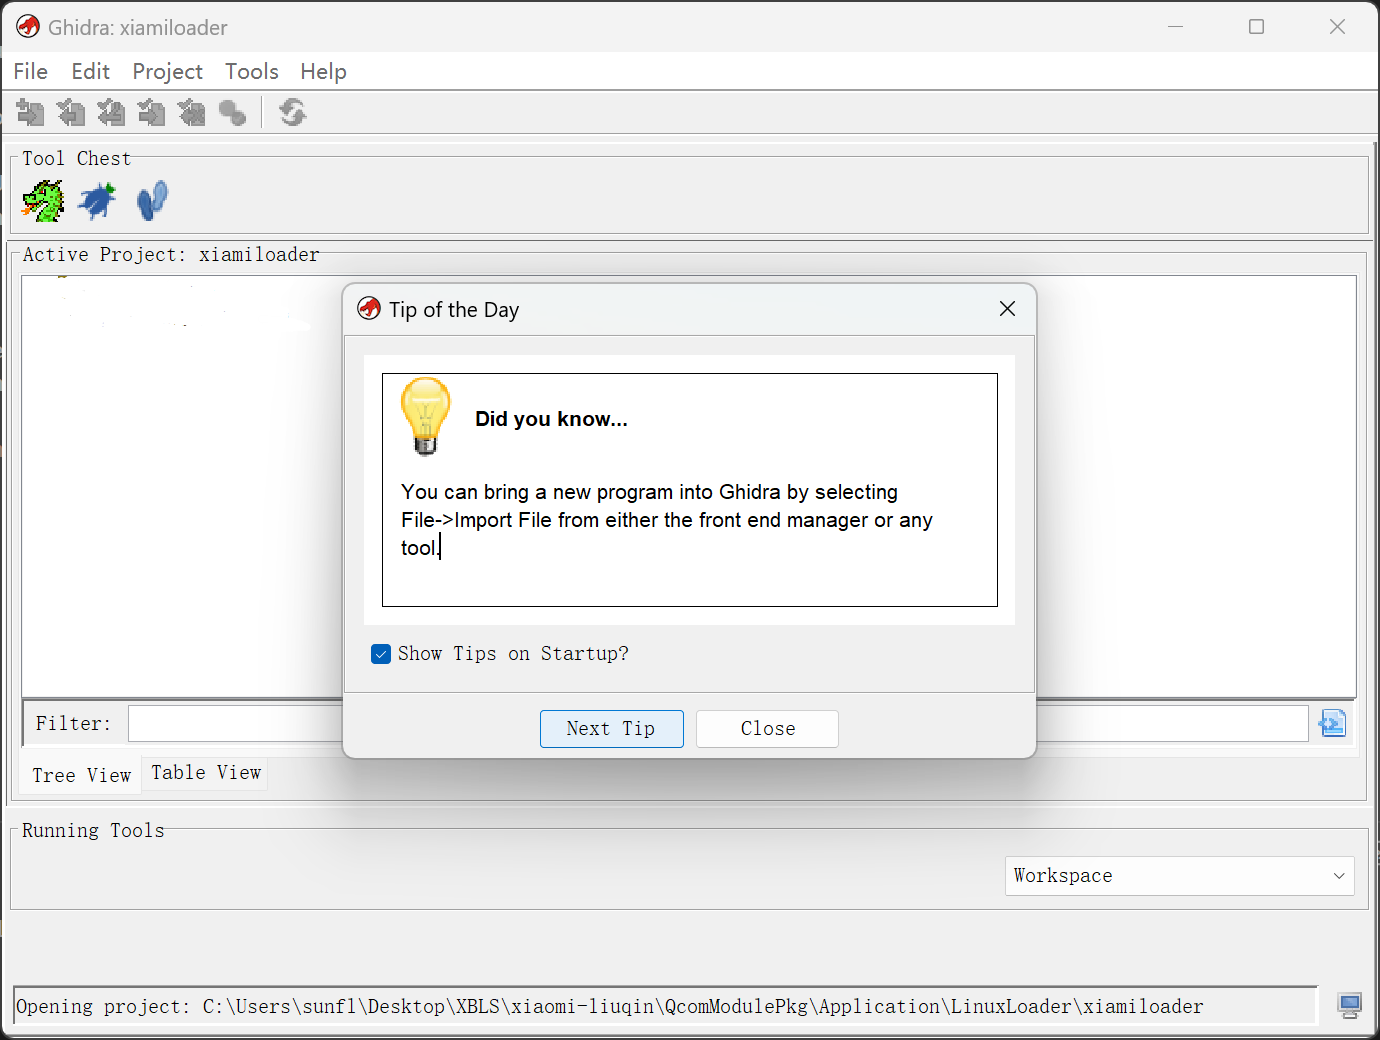 Ghidra: xiamiloader
File Edit Project Tools Help
Tool Chest
Active Project: xiamiloader
Tip of the Day
Did you know...
You can bring a new program into Ghidra by selecting
File->Import File from either the front end manager or any
tool.
Show Tips on Startup?
Next Tip Close
Filter:
Tree View Table View
Running Tools
Workspace
Opening project: C:\Users\sunfl\Desktop\XBLS\xiaomi-liuqin\QcomModulePkg\Application\LinuxLoader\xiamiloader